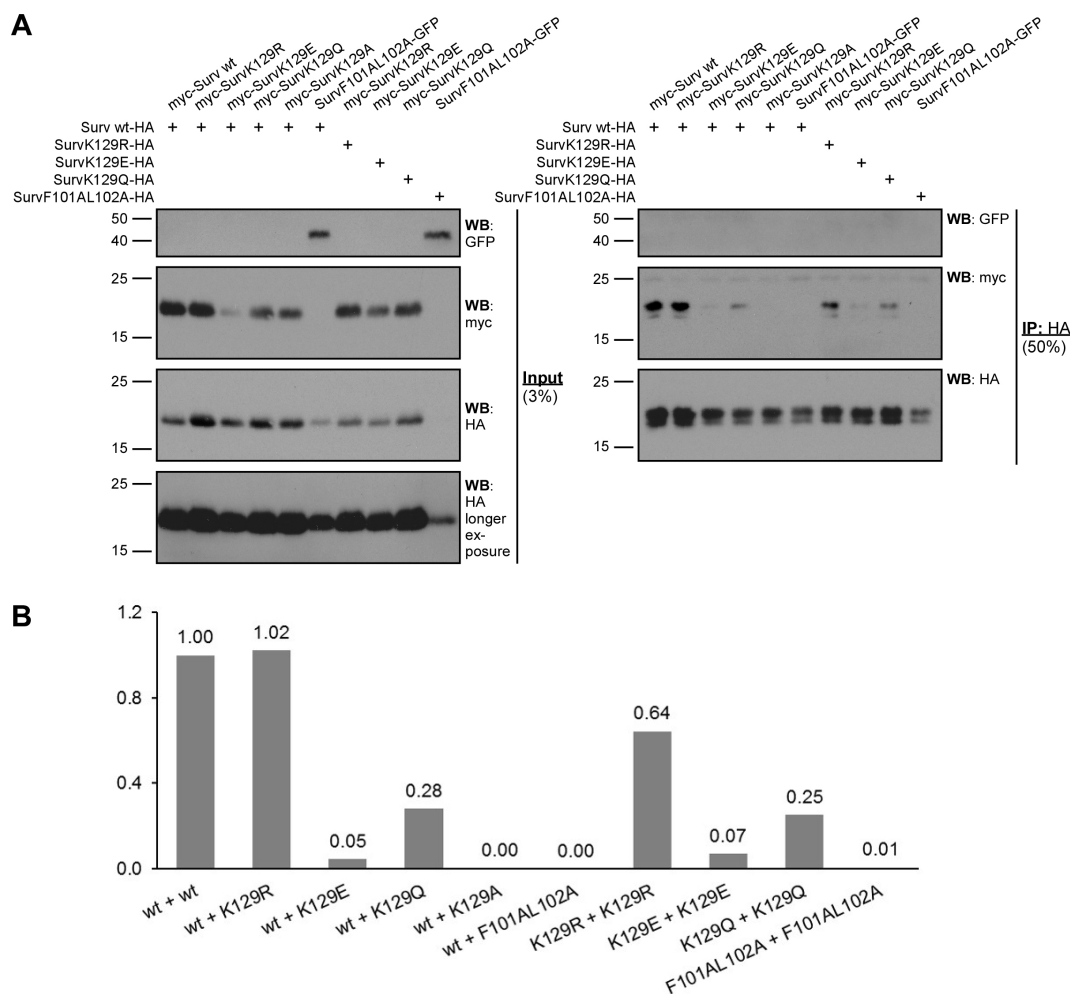 A
myc-Surv wt
myc-SurvK129R
myc-SurvK129E
myc-SurvK129Q
myc-SurvK129A
SurvF101AL102A-GFP
myc-SurvK129R
myc-SurvK129E
myc-SurvK129Q
SurvF101AL102A-GFP
Surv wt-HA + + + + + +
SurvK129R-HA +
SurvK129E-HA +
SurvK129Q-HA +
SurvF101AL102A-HA +
50
40
WB:
GFP
25
15
WB:
myc
25
15
WB:
HA
25
15
WB:
HA
longer
ex-
posure
Input
(3%)
myc-Surv wt
myc-SurvK129R
myc-SurvK129E
myc-SurvK129Q
myc-SurvK129A
SurvF101AL102A-GFP
myc-SurvK129R
myc-SurvK129E
myc-SurvK129Q
SurvF101AL102A-GFP
Surv wt-HA + + + + + +
SurvK129R-HA +
SurvK129E-HA +
SurvK129Q-HA +
SurvF101AL102A-HA +
50
40
WB: GFP
25
15
WB: myc
25
15
WB: HA
IP: HA
(50%)
B
1.2
0.8
0.4
0.0
1.00
1.02
0.05
0.28
0.00
0.00
0.64
0.07
0.25
0.01
wt + wt
wt + K129R
wt + K129E
wt + K129Q
wt + K129A
wt + F101AL102A
K129R + K129R
K129E + K129E
K129Q + K129Q
F101AL102A + F101AL102A